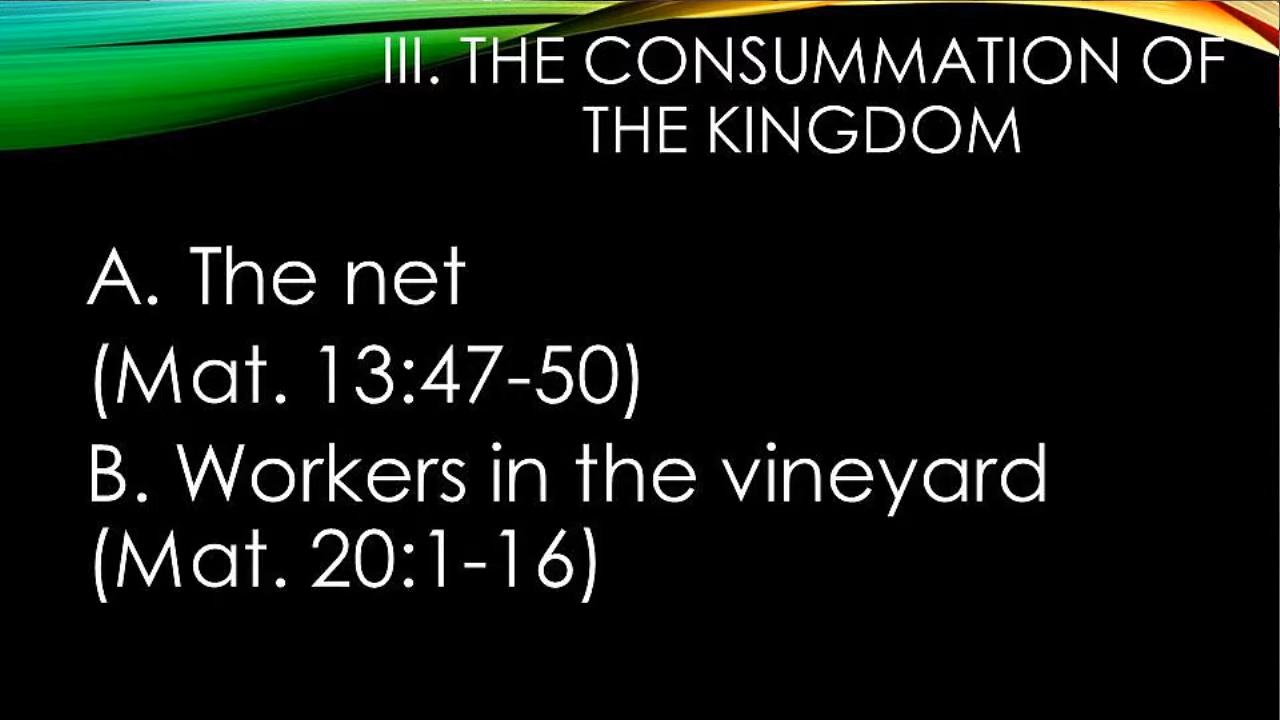 III. THE CONSUMMATION OF
THE KINGDOM
A. The net
(Mat. 13:47-50)
B. Workers in the vineyard
(Mat. 20:1-16)